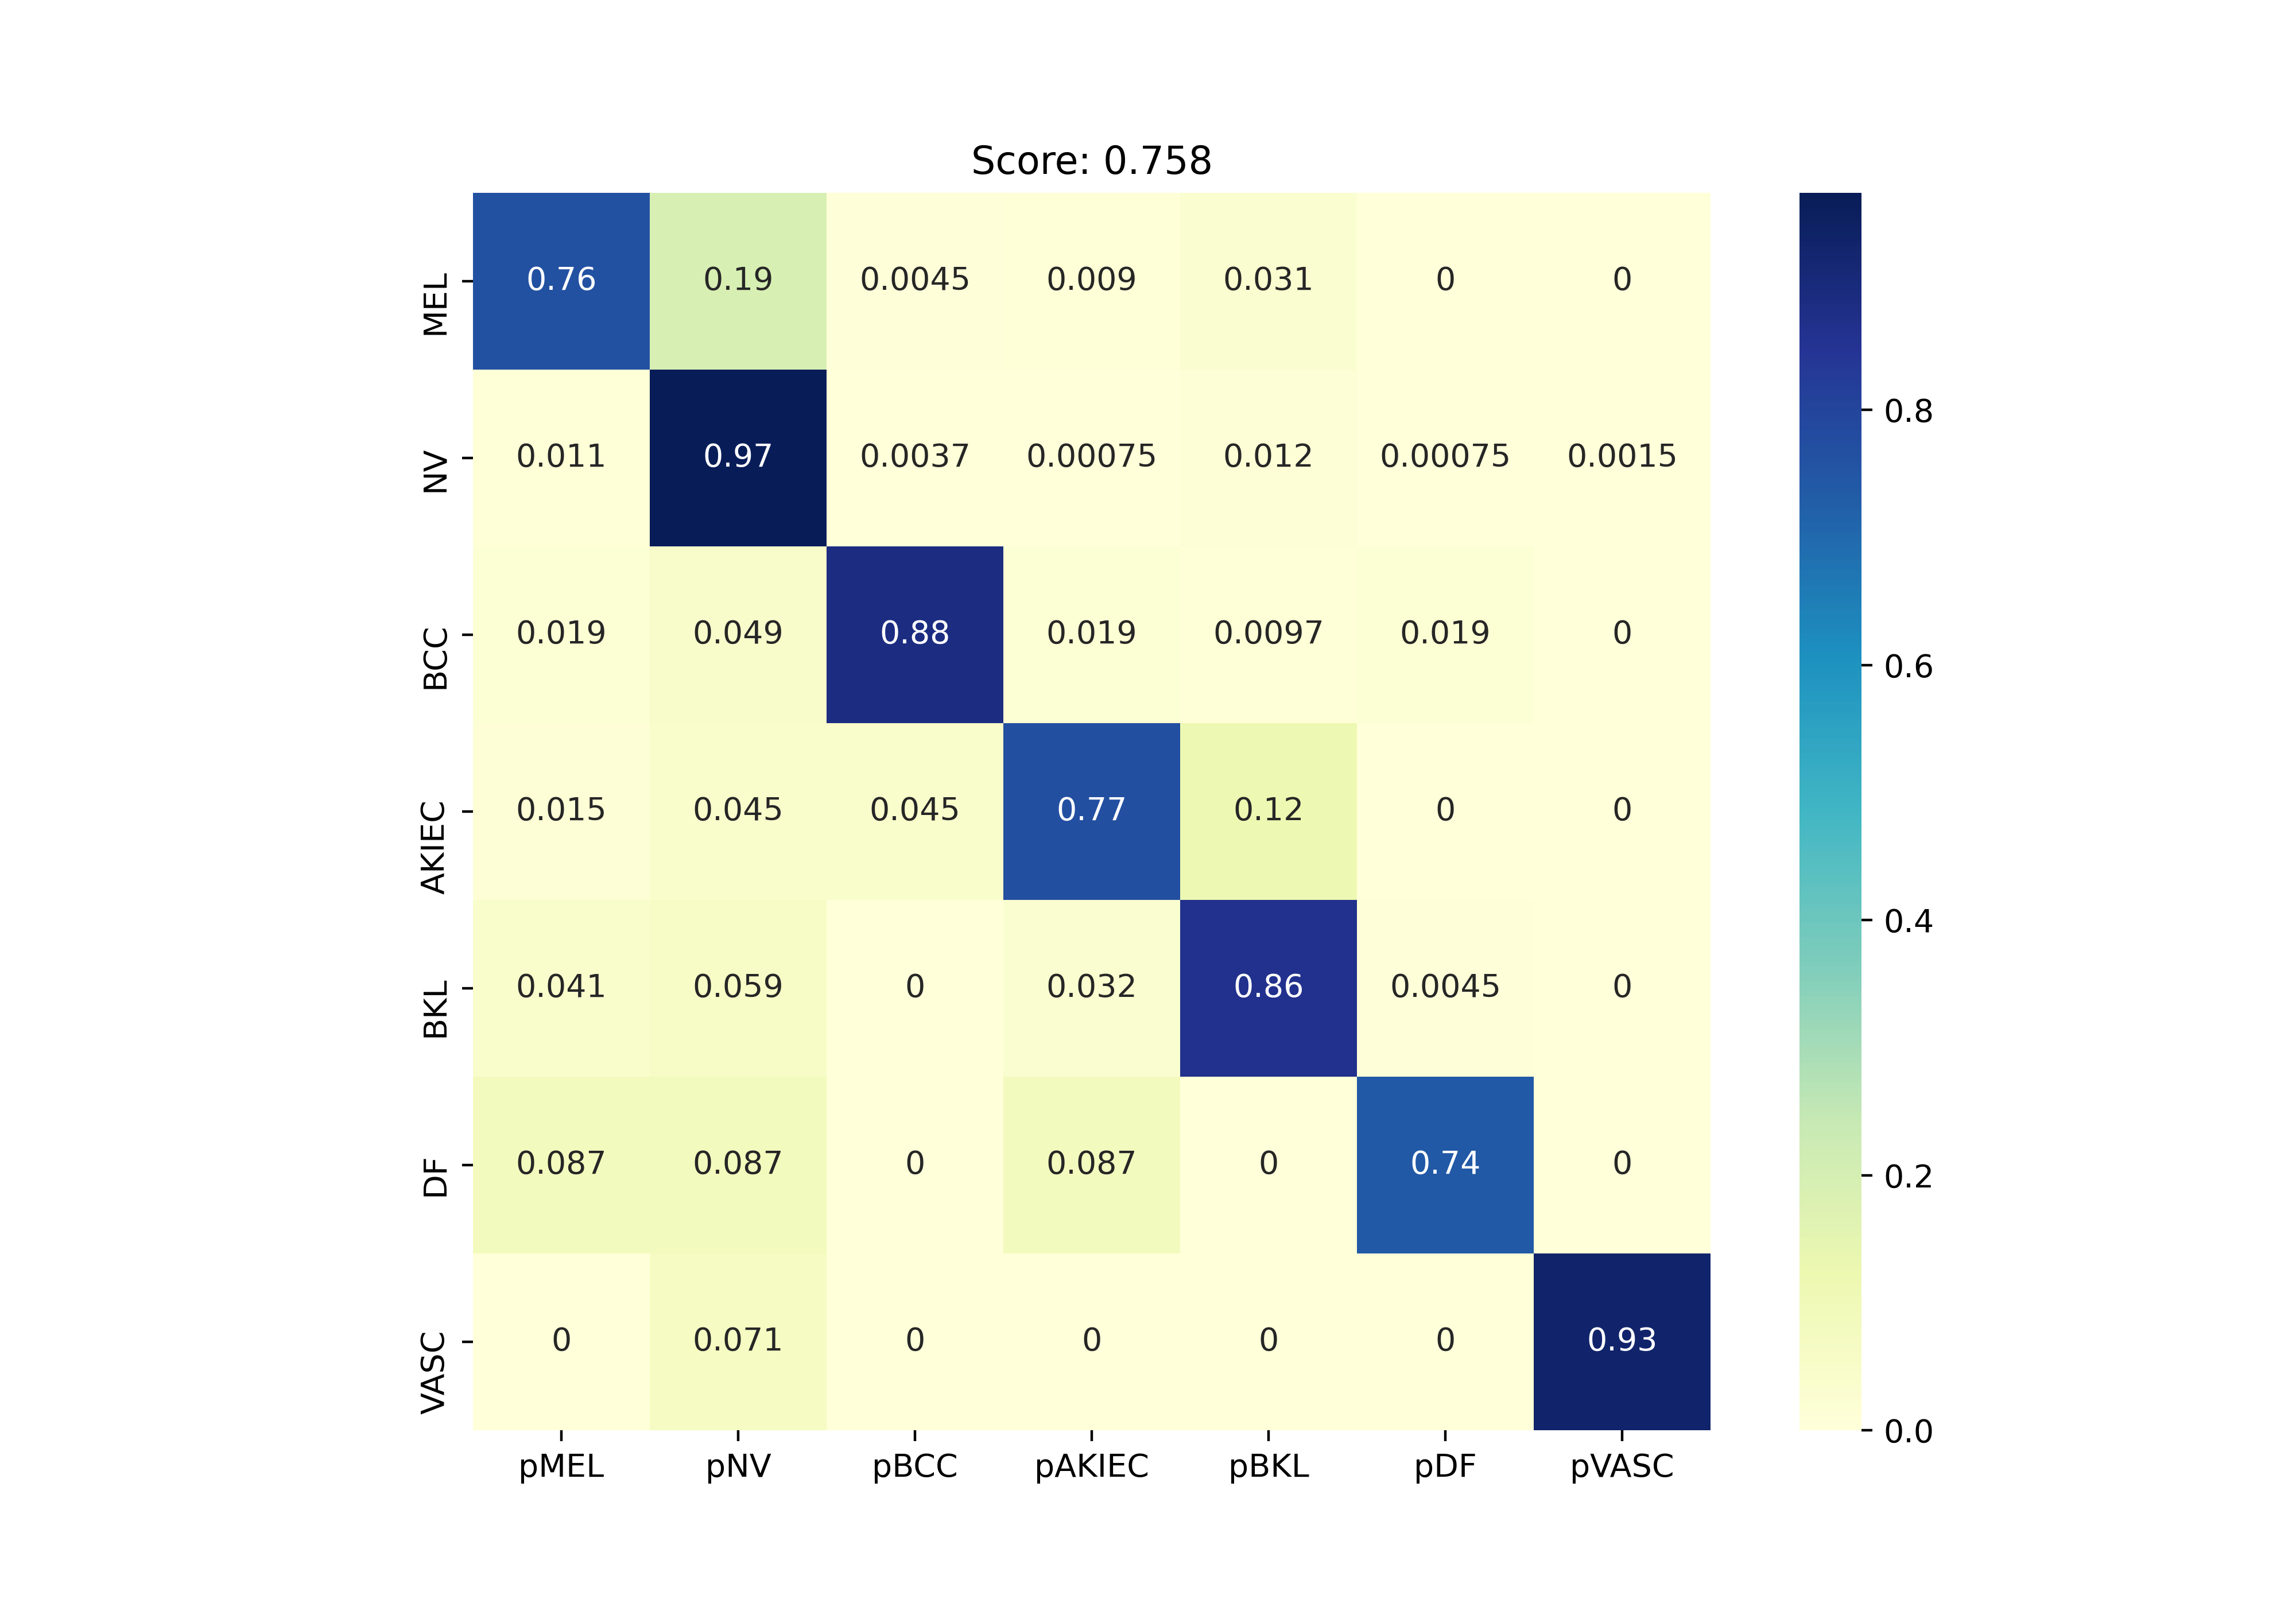 Score: 0.758
MEL 0.76 0.19 0.0045 0.009 0.031 0 0
NV 0.011 0.97 0.0037 0.00075 0.012 0.00075 0.0015
BCC 0.019 0.049 0.88 0.019 0.0097 0.019 0
AKIEC 0.015 0.045 0.045 0.77 0.12 0 0
BKL 0.041 0.059 0 0.032 0.86 0.0045 0
DF 0.087 0.087 0 0.087 0 0.74 0
VASC 0 0.071 0 0 0 0 0.93
pMEL pNV pBCC pAKIEC pBKL pDF pVASC
0.8
0.6
0.4
0.2
0.0